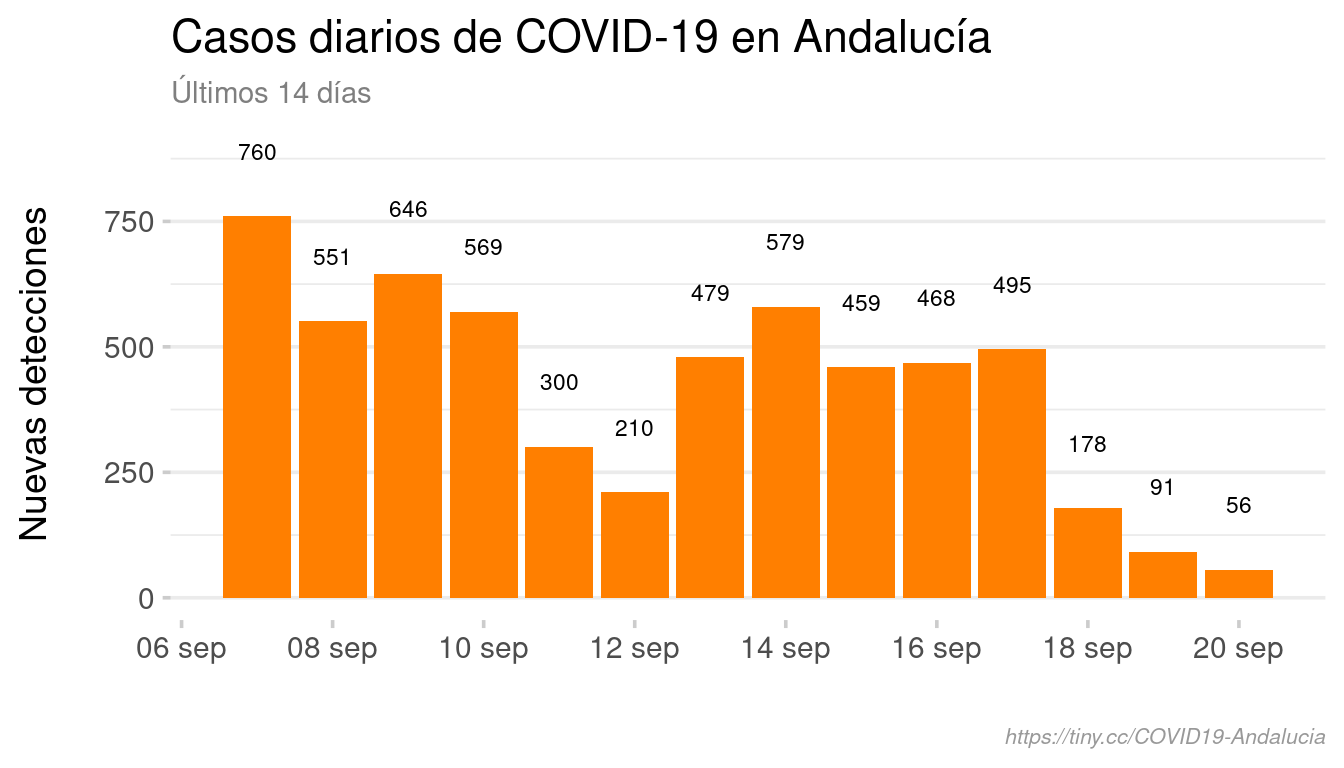 Casos diarios de COVID-19 en Andalucía
Últimos 14 días
Nuevas detecciones
750
500
250
0
760
551
646
569
300
210
479
579
459
468
495
178
91
56
06 sep
08 sep
10 sep
12 sep
14 sep
16 sep
18 sep
20 sep
https://tiny.cc/COVID19-Andalucia